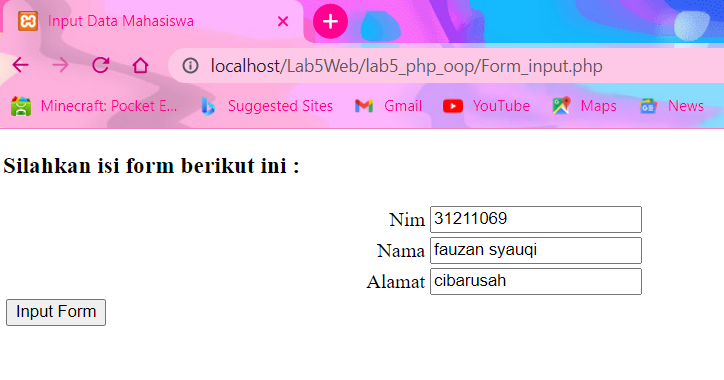 Input Data Mahasiswa
localhost/Lab5Web/lab5_php_oop/Form_input.php
Minecraft: Pocket E... Suggested Sites Gmail YouTube Maps News
Silahkan isi form berikut ini :
Nim 31211069
Nama fauzan syauqi
Alamat cibarusah
Input Form